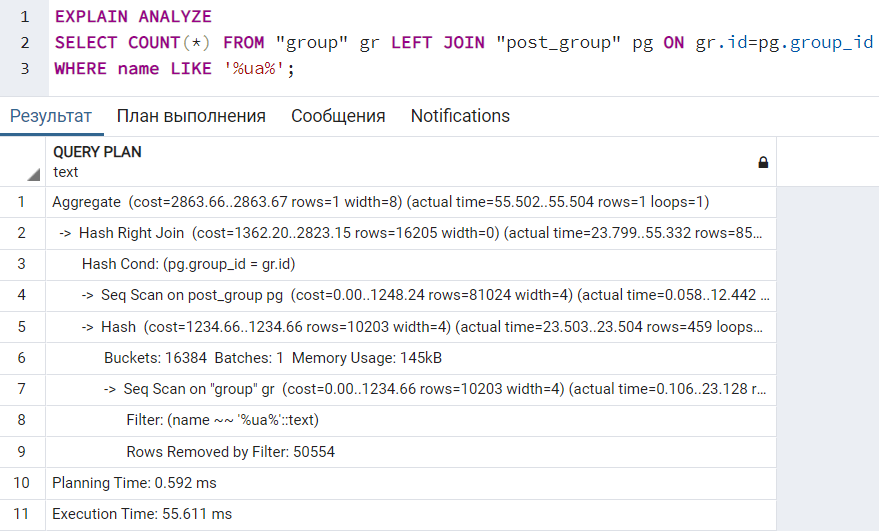 1 EXPLAIN ANALYZE
2 SELECT COUNT(*) FROM "group" gr LEFT JOIN "post_group" pg ON gr.id=pg.group_id
3 WHERE name LIKE '%ua%';
Результат План выполнения Сообщения Notifications
QUERY PLAN
text
1 Aggregate (cost=2863.66..2863.67 rows=1 width=8) (actual time=55.502..55.504 rows=1 loops=1)
2 -> Hash Right Join (cost=1362.20..2823.15 rows=16205 width=0) (actual time=23.799..55.332 rows=85...
3 Hash Cond: (pg.group_id = gr.id)
4 -> Seq Scan on post_group pg (cost=0.00..1248.24 rows=81024 width=4) (actual time=0.058..12.442 ...
5 -> Hash (cost=1234.66..1234.66 rows=10203 width=4) (actual time=23.503..23.504 rows=459 loops...
6 Buckets: 16384 Batches: 1 Memory Usage: 145kB
7 -> Seq Scan on "group" gr (cost=0.00..1234.66 rows=10203 width=4) (actual time=0.106..23.128 r...
8 Filter: (name ~~ '%ua%'::text)
9 Rows Removed by Filter: 50554
10 Planning Time: 0.592 ms
11 Execution Time: 55.611 ms